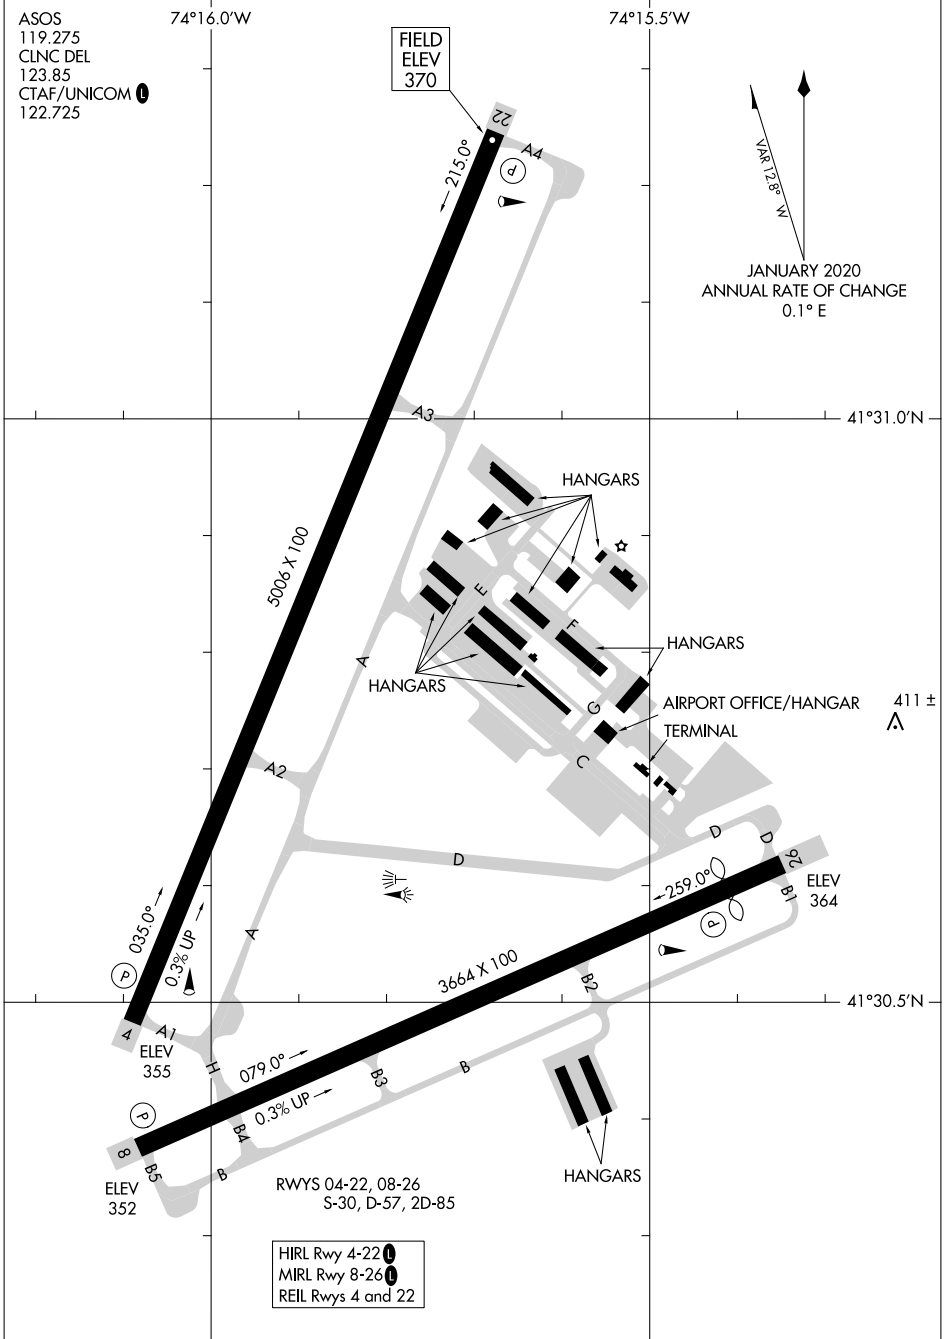 ASOS
119.275
CLNC DEL
123.85
CTAF/UNICOM L
122.725
74°16.0'W
74°15.5'W
FIELD
ELEV
370
VAR 12.8° W
JANUARY 2020
ANNUAL RATE OF CHANGE
0.1° E
22
A4
P
215.0°
41°31.0'N
A3
HANGARS
5006 X 100
E
F
HANGARS
A
HANGARS
G
AIRPORT OFFICE/HANGAR
411 ±
TERMINAL
C
A2
D
D
D
26
ELEV
364
259.0°
B1
P
A
035.0°
0.3% UP
P
3664 X 100
B2
41°30.5'N
4
A1
ELEV
355
H
079.0°
0.3% UP
B3
B
P
B4
8
B5
B
ELEV
352
HANGARS
RWYS 04-22, 08-26
S-30, D-57, 2D-85
HIRL Rwy 4-22 L
MIRL Rwy 8-26 L
REIL Rwys 4 and 22